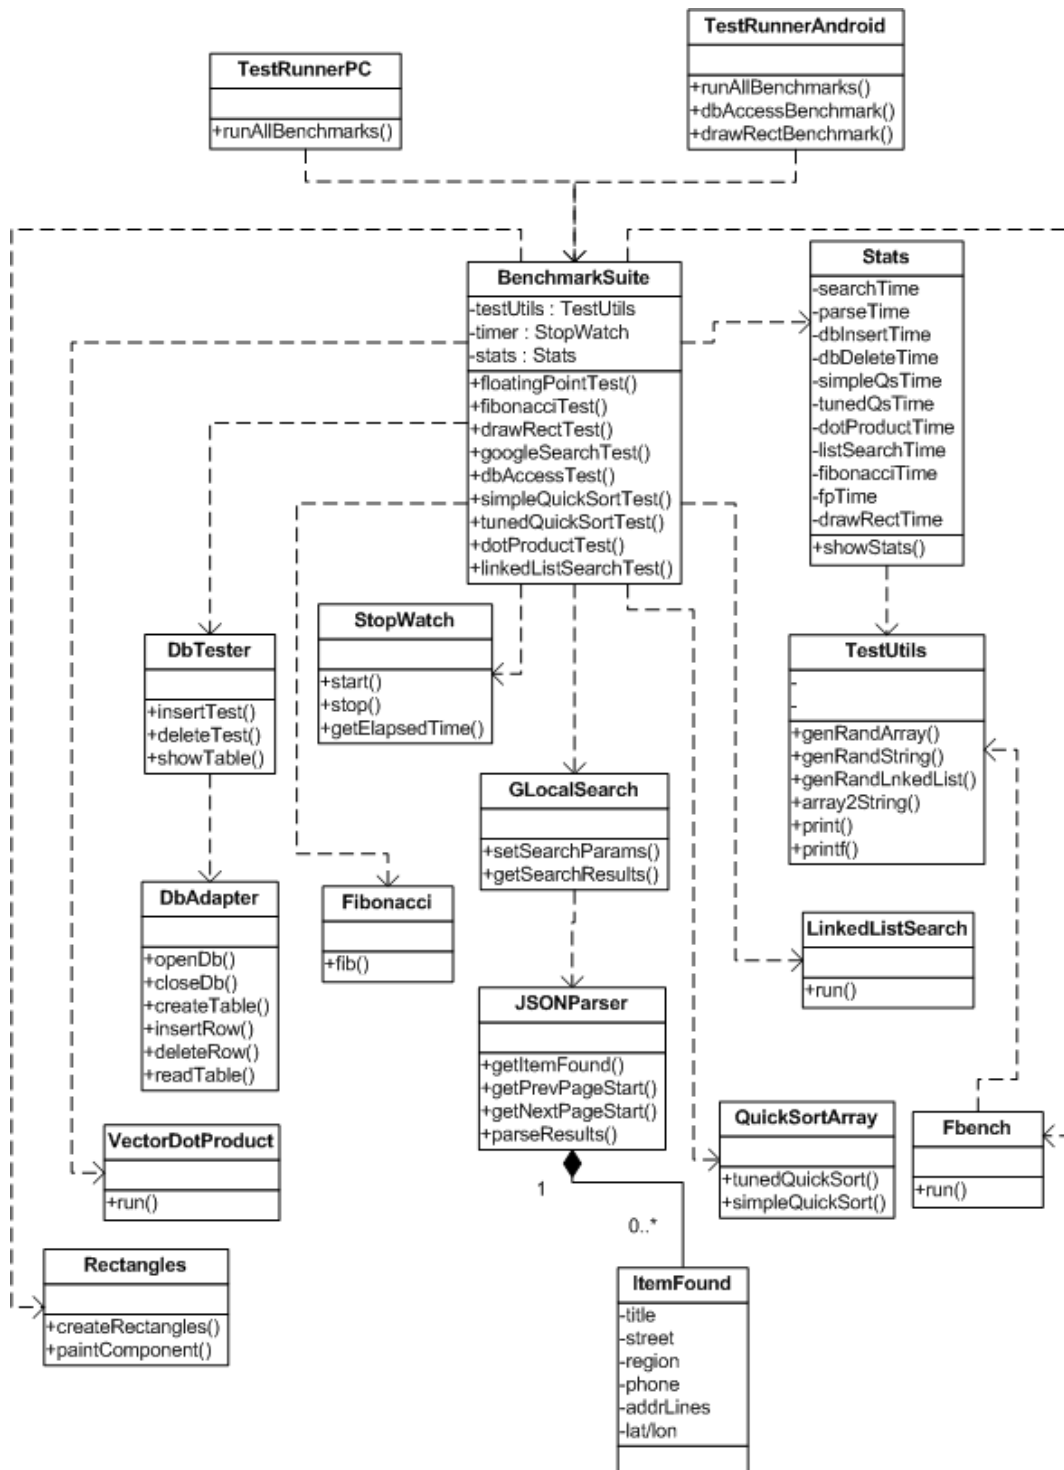 TestRunnerPC
+runAllBenchmarks()
TestRunnerAndroid
+runAllBenchmarks()
+dbAccessBenchmark()
+drawRectBenchmark()
BenchmarkSuite
-testUtils : TestUtils
-timer : StopWatch
-stats : Stats
+floatingPointTest()
+fibonacciTest()
+drawRectTest()
+googleSearchTest()
+dbAccessTest()
+simpleQuickSortTest()
+tunedQuickSortTest()
+dotProductTest()
+linkedListSearchTest()
Stats
-searchTime
-parseTime
-dbInsertTime
-dbDeleteTime
-simpleQsTime
-tunedQsTime
-dotProductTime
-listSearchTime
-fibonacciTime
-fpTime
-drawRectTime
+showStats()
DbTester
+insertTest()
+deleteTest()
+showTable()
StopWatch
+start()
+stop()
+getElapsedTime()
TestUtils
-
-
+genRandArray()
+genRandString()
+genRandLnkedList()
+array2String()
+print()
+printf()
GLocalSearch
+setSearchParams()
+getSearchResults()
DbAdapter
+openDb()
+closeDb()
+createTable()
+insertRow()
+deleteRow()
+readTable()
Fibonacci
+fib()
LinkedListSearch
+run()
JSONParser
+getItemFound()
+getPrevPageStart()
+getNextPageStart()
+parseResults()
VectorDotProduct
+run()
QuickSortArray
+tunedQuickSort()
+simpleQuickSort()
Fbench
+run()
1
0..*
Rectangles
+createRectangles()
+paintComponent()
ItemFound
-title
-street
-region
-phone
-addrLines
-lat/lon